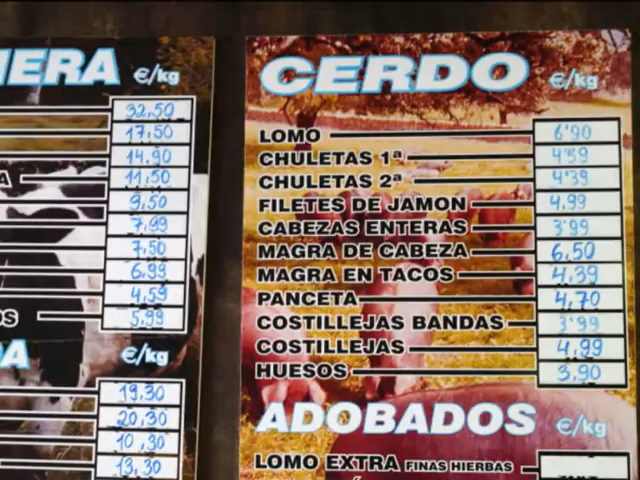 NERA €/kg
32,50
17,50
14,90
A 11,50
9,50
7,99
7,50
6,99
4,59
OS 5,99
DA €/kg
19,30
20,30
10,30
13,30
CERDO €/kg
LOMO 6'90
CHULETAS 1ª 4'59
CHULETAS 2ª 4'39
FILETES DE JAMON 4,99
CABEZAS ENTERAS 3'99
MAGRA DE CABEZA 6,50
MAGRA EN TACOS 4,39
PANCETA 4,70
COSTILLEJAS BANDAS 3'99
COSTILLEJAS 4,99
HUESOS 3,90
ADOBADOS €/kg
LOMO EXTRA FINAS HIERBAS